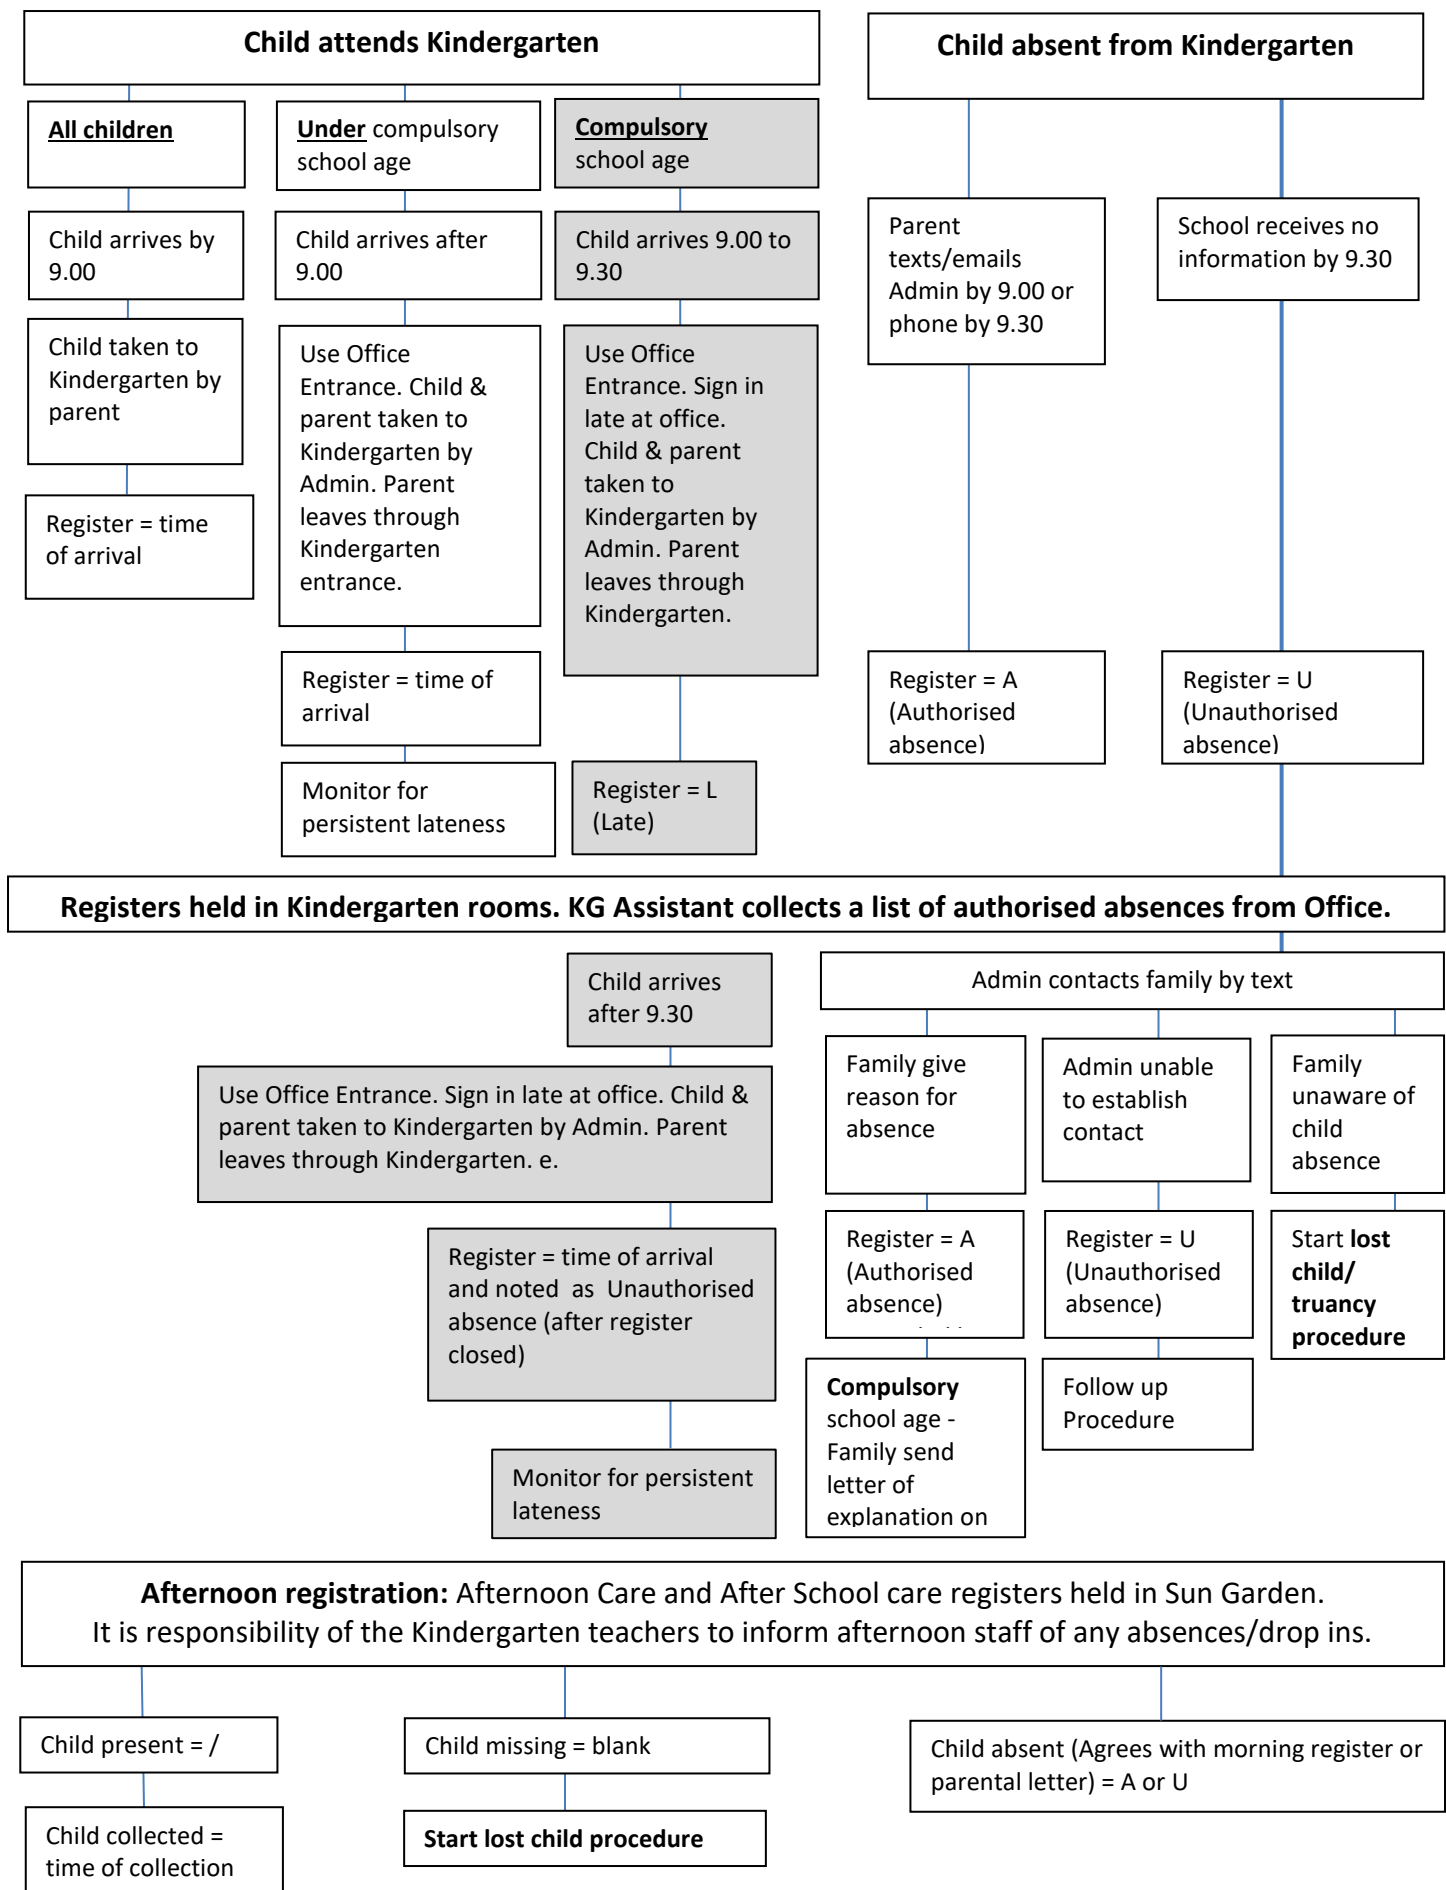 Child attends Kindergarten
All children
Child arrives by
9.00
Child taken to
Kindergarten by
parent
Register = time
of arrival
Under compulsory
school age
Child arrives after
9.00
Use Office
Entrance. Child &
parent taken to
Kindergarten by
Admin. Parent
leaves through
Kindergarten
entrance.
Register = time of
arrival
Monitor for
persistent lateness
Compulsory
school age
Child arrives 9.00 to
9.30
Use Office
Entrance. Sign in
late at office.
Child & parent
taken to
Kindergarten by
Admin. Parent
leaves through
Kindergarten.
Register = L
(Late)
Child absent from Kindergarten
Parent
texts/emails
Admin by 9.00 or
phone by 9.30
Register = A
(Authorised
absence)
School receives no
information by 9.30
Register = U
(Unauthorised
absence)
Registers held in Kindergarten rooms. KG Assistant collects a list of authorised absences from Office.
Child arrives
after 9.30
Use Office Entrance. Sign in late at office. Child &
parent taken to Kindergarten by Admin. Parent
leaves through Kindergarten. e.
Register = time of arrival
and noted as Unauthorised
absence (after register
closed)
Monitor for persistent
lateness
Admin contacts family by text
Family give
reason for
absence
Register = A
(Authorised
absence)
Compulsory
school age -
Family send
letter of
explanation on
Admin unable
to establish
contact
Register = U
(Unauthorised
absence)
Follow up
Procedure
Family
unaware of
child
absence
Start lost
child/
truancy
procedure
Afternoon registration: Afternoon Care and After School care registers held in Sun Garden.
It is responsibility of the Kindergarten teachers to inform afternoon staff of any absences/drop ins.
Child present = /
Child collected =
time of collection
Child missing = blank
Start lost child procedure
Child absent (Agrees with morning register or
parental letter) = A or U